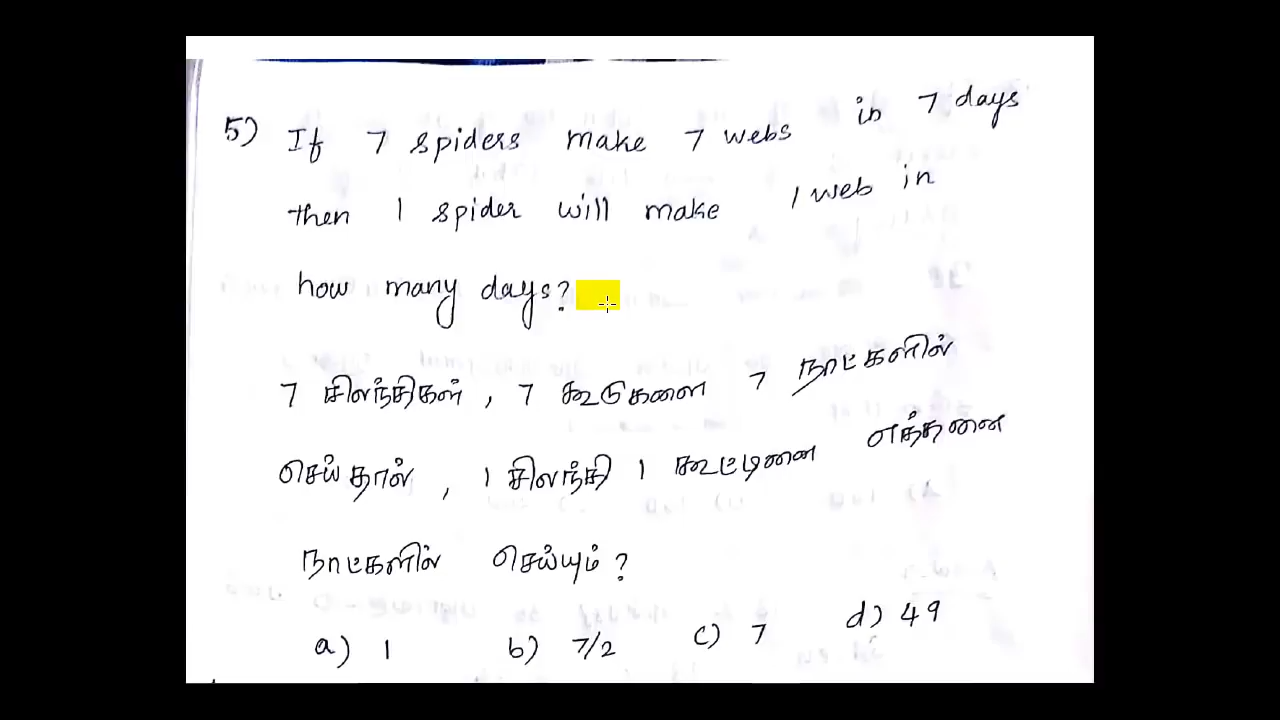 5) If 7 spiders make 7 webs in 7 days
then 1 spider will make 1 web in
how many days?
7 சிலந்திகள், 7 கூடுகளை 7 நாட்களில்
செய்தால், 1 சிலந்தி 1 கூட்டினை எத்தனை
நாட்களில் செய்யும்?
a) 1 b) 7/2 c) 7 d) 49